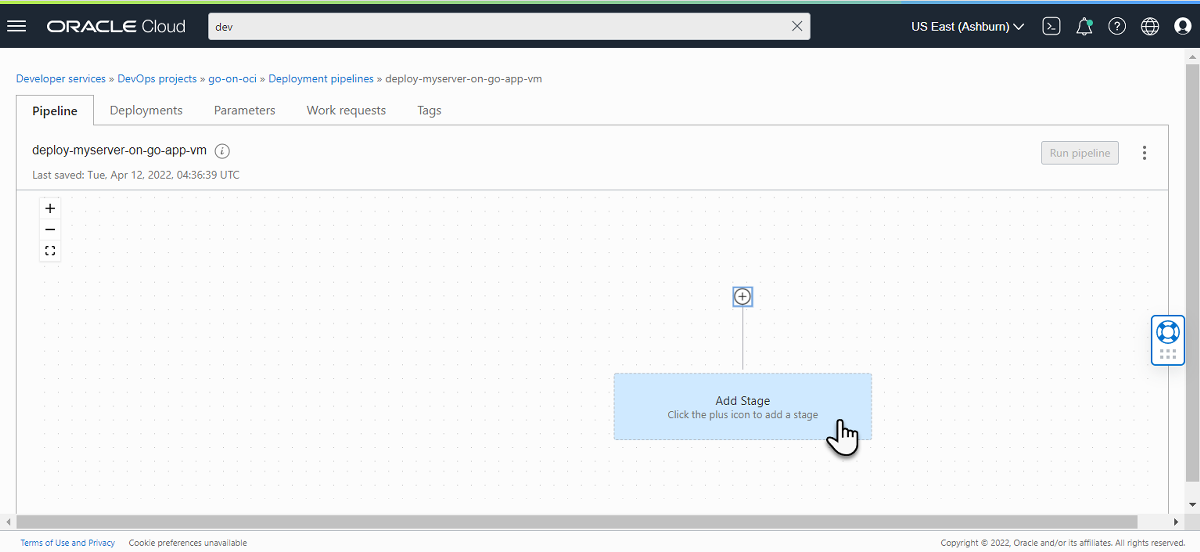 ORACLE Cloud
dev
US East (Ashburn)
Developer services » DevOps projects » go-on-oci » Deployment pipelines » deploy-myserver-on-go-app-vm
Pipeline Deployments Parameters Work requests Tags
deploy-myserver-on-go-app-vm
Run pipeline
Last saved: Tue, Apr 12, 2022, 04:36:39 UTC
Add Stage
Click the plus icon to add a stage
Terms of Use and Privacy Cookie preferences unavailable
Copyright © 2022, Oracle and/or its affiliates. All rights reserved.